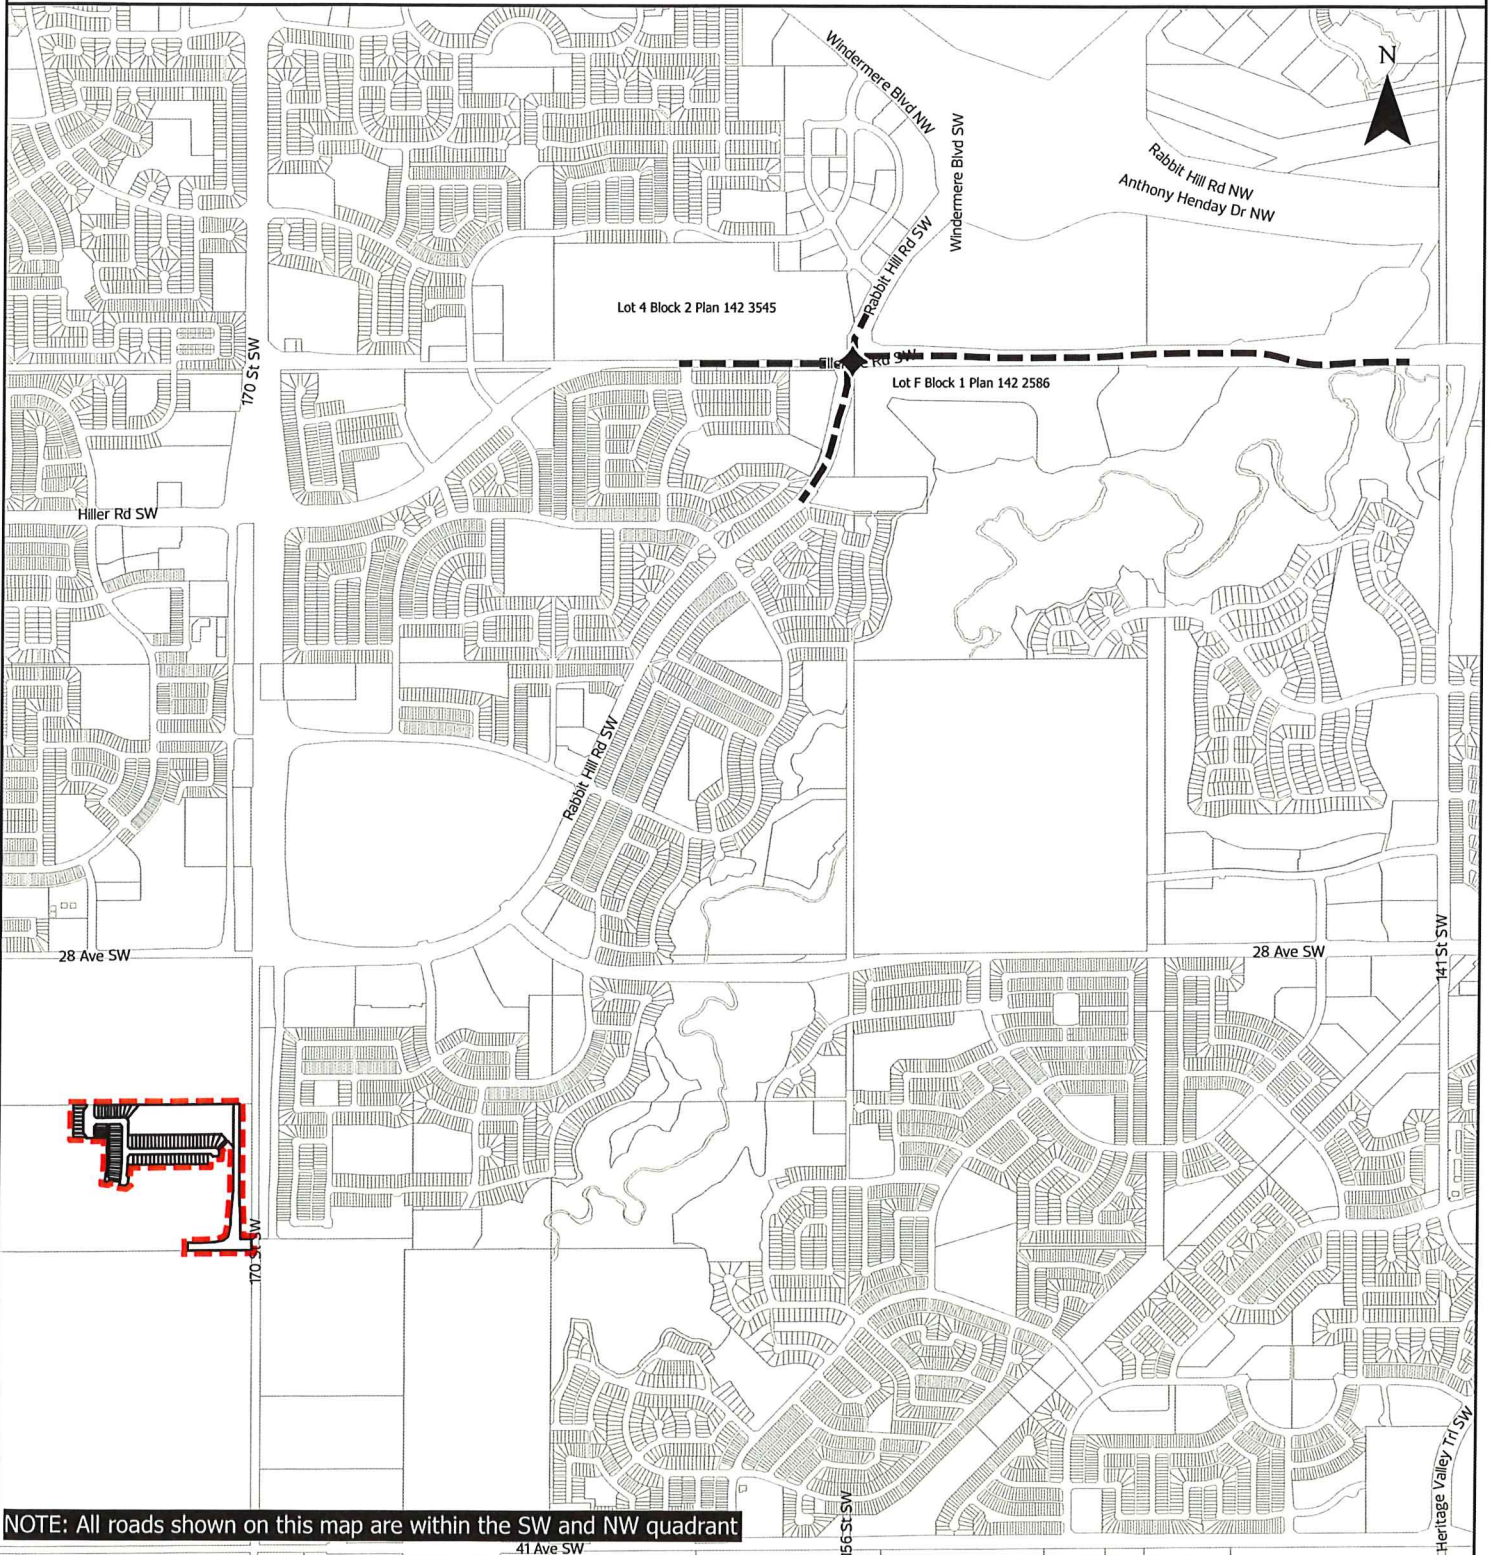 N
Windermere Blvd NW
Windermere Blvd SW
Rabbit Hill Rd NW
Anthony Henday Dr NW
Rabbit Hill Rd SW
Lot 4 Block 2 Plan 142 3545
170 St SW
Rd SW
Lot F Block 1 Plan 142 2586
Hiller Rd SW
Rabbit Hill Rd SW
28 Ave SW
28 Ave SW
141 St SW
170 St SW
Heritage Valley Trl SW
156 St SW
NOTE: All roads shown on this map are within the SW and NW quadrant
41 Ave SW